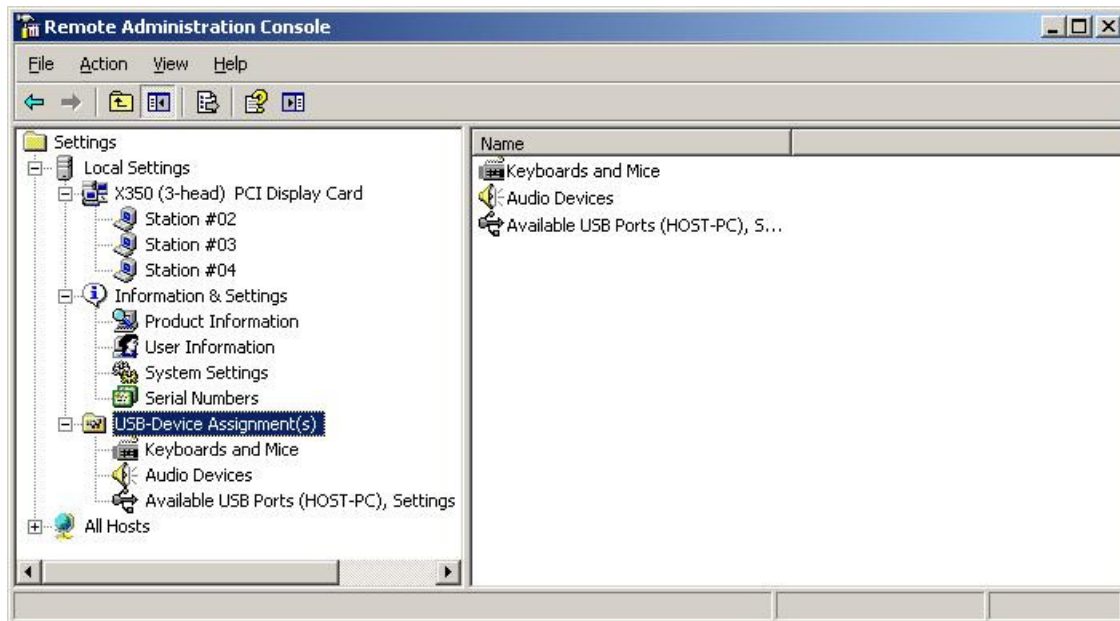 Remote Administration Console
File Action View Help
Settings
Local Settings
X350 (3-head) PCI Display Card
Station #02
Station #03
Station #04
Information & Settings
Product Information
User Information
System Settings
Serial Numbers
USB-Device Assignment(s)
Keyboards and Mice
Audio Devices
Available USB Ports (HOST-PC), Settings
All Hosts
Name
Keyboards and Mice
Audio Devices
Available USB Ports (HOST-PC), S...